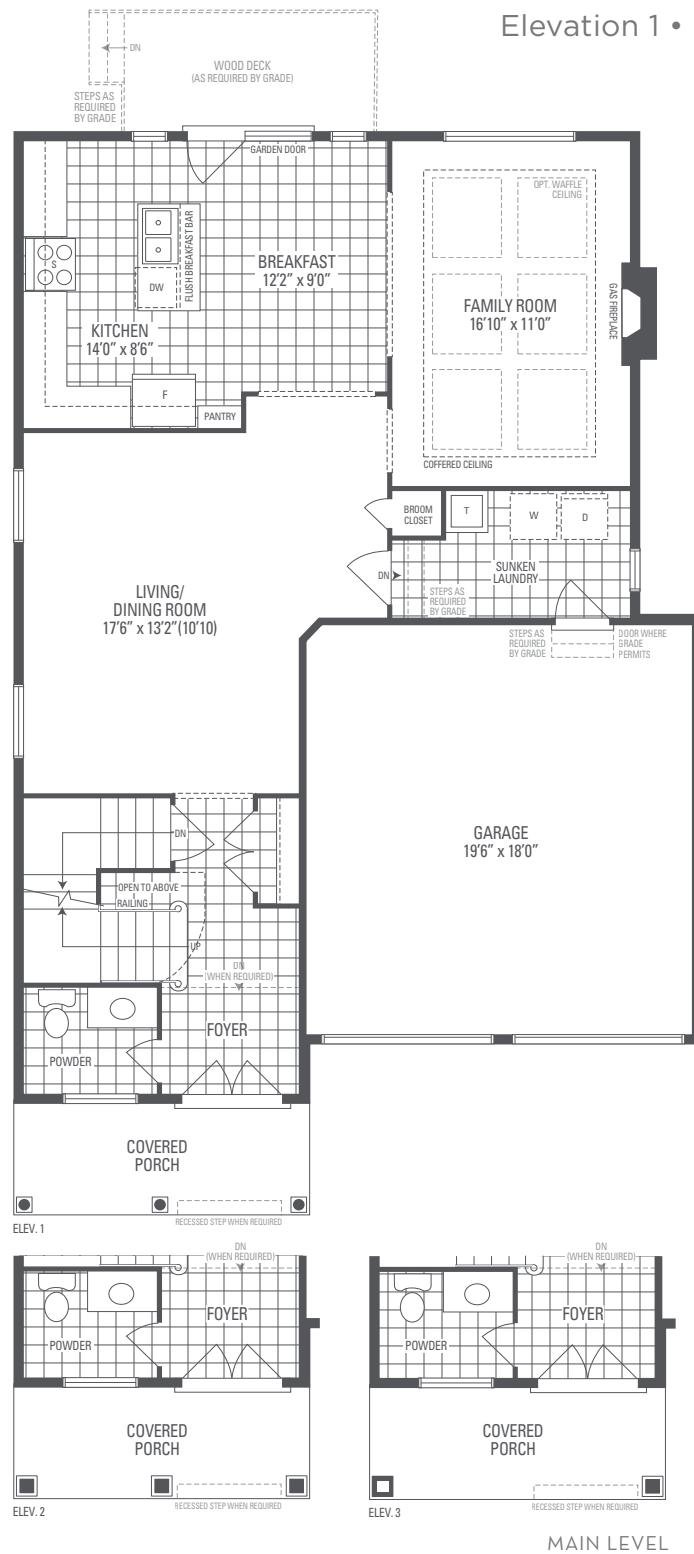 Elevation 1 •
DN
WOOD DECK
(AS REQUIRED BY GRADE)
STEPS AS
REQUIRED
BY GRADE
GARDEN DOOR
OPT. WAFFLE
CEILING
S
FLUSH BREAKFAST BAR
DW
BREAKFAST
12'2" x 9'0"
FAMILY ROOM
16'10" x 11'0"
GAS FIREPLACE
KITCHEN
14'0" x 8'6"
F
PANTRY
COFFERED CEILING
BROOM
CLOSET
T
W
D
DN
SUNKEN
LAUNDRY
STEPS AS
REQUIRED
BY GRADE
LIVING/
DINING ROOM
17'6" x 13'2"(10'10)
STEPS AS
REQUIRED
BY GRADE
DOOR WHERE
GRADE
PERMITS
GARAGE
19'6" x 18'0"
DN
OPEN TO ABOVE
RAILING
UP
DN
(WHEN REQUIRED)
FOYER
POWDER
COVERED
PORCH
RECESSED STEP WHEN REQUIRED
ELEV. 1
DN
(WHEN REQUIRED)
FOYER
POWDER
COVERED
PORCH
RECESSED STEP WHEN REQUIRED
ELEV. 2
DN
(WHEN REQUIRED)
FOYER
POWDER
COVERED
PORCH
RECESSED STEP WHEN REQUIRED
ELEV. 3
MAIN LEVEL